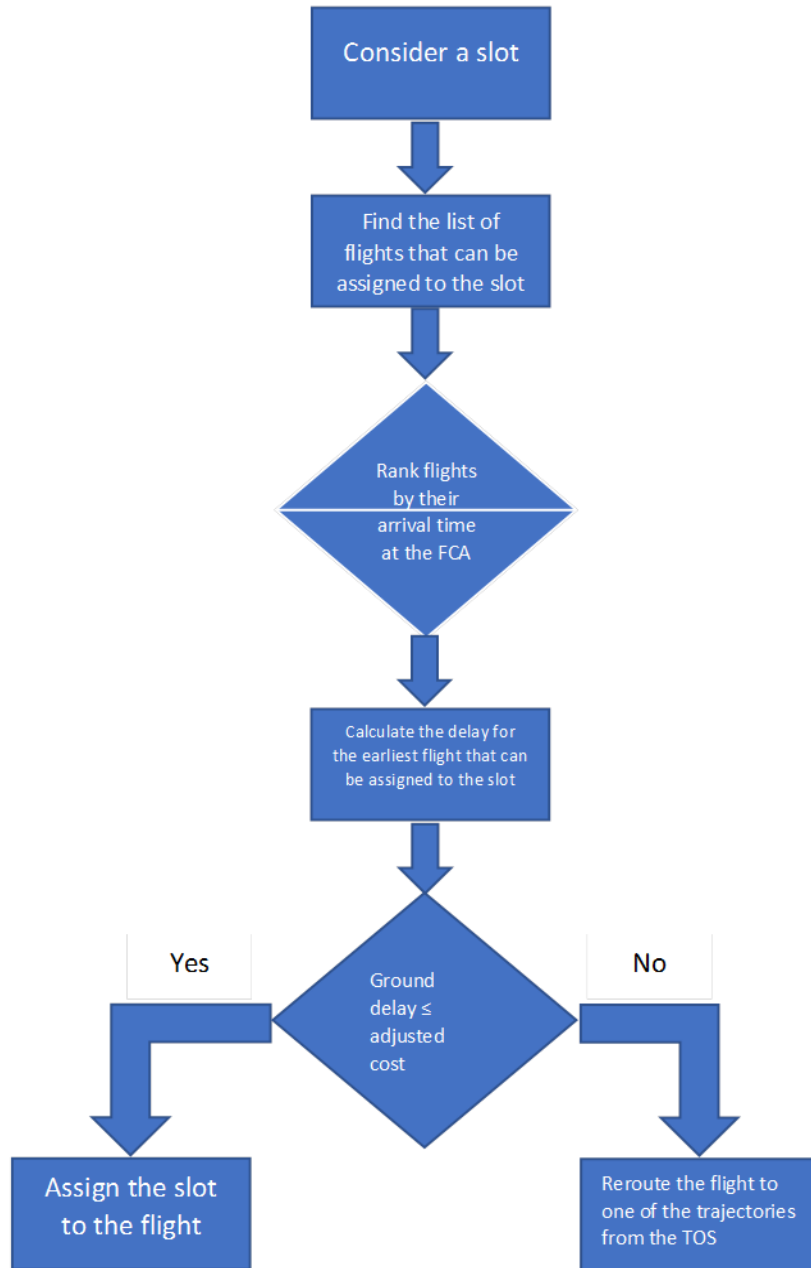 Consider a slot
Find the list of
flights that can be
assigned to the slot
Rank flights
by their
arrival time
at the FCA
Calculate the delay for
the earliest flight that can
be assigned to the slot
Yes
No
Ground
delay ≤
adjusted
cost
Assign the slot
to the flight
Reroute the flight to
one of the trajectories
from the TOS